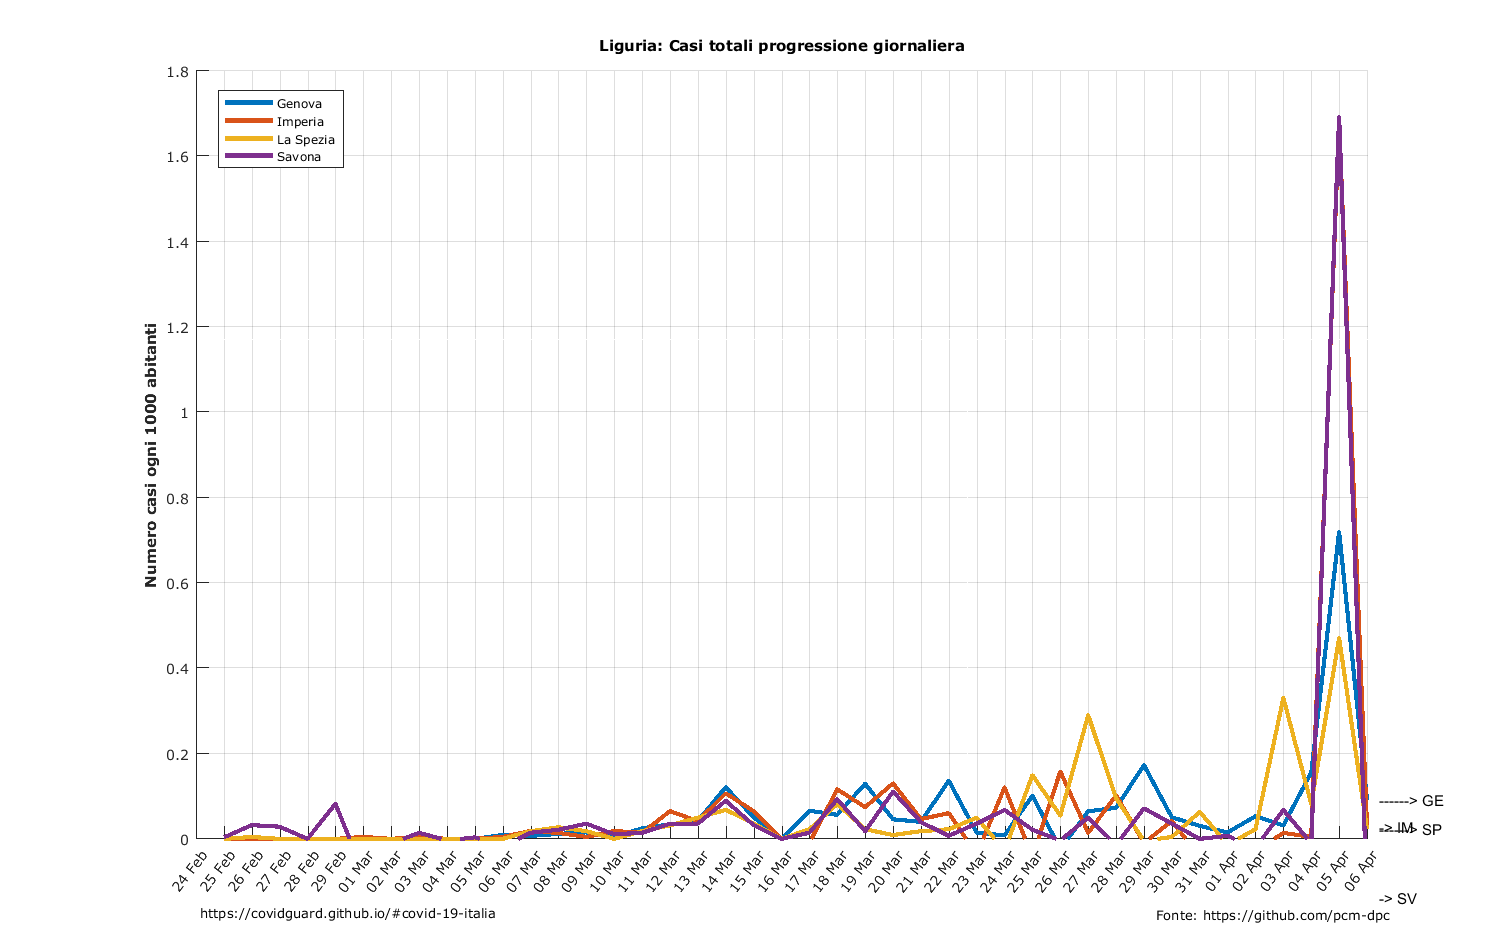 Liguria: Casi totali progressione giornaliera
Numero casi ogni 1000 abitanti
1.8
1.6
1.4
1.2
1
0.8
0.6
0.4
0.2
0
Genova
Imperia
La Spezia
Savona
24 Feb
25 Feb
26 Feb
27 Feb
28 Feb
29 Feb
01 Mar
02 Mar
03 Mar
04 Mar
05 Mar
06 Mar
07 Mar
08 Mar
09 Mar
10 Mar
11 Mar
12 Mar
13 Mar
14 Mar
15 Mar
16 Mar
17 Mar
18 Mar
19 Mar
20 Mar
21 Mar
22 Mar
23 Mar
24 Mar
25 Mar
26 Mar
27 Mar
28 Mar
29 Mar
30 Mar
31 Mar
01 Apr
02 Apr
03 Apr
04 Apr
05 Apr
06 Apr
------> GE
-> IM
----> SP
-> SV
https://covidguard.github.io/#covid-19-italia
Fonte: https://github.com/pcm-dpc